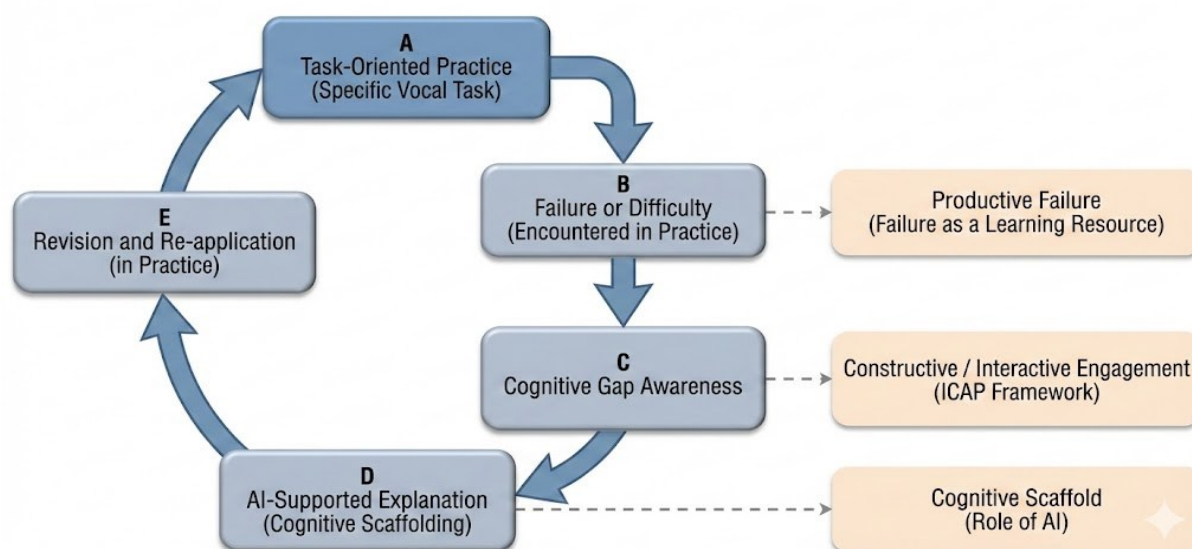 A
Task-Oriented Practice
(Specific Vocal Task)
B
Failure or Difficulty
(Encountered in Practice)
Productive Failure
(Failure as a Learning Resource)
C
Cognitive Gap Awareness
Constructive / Interactive Engagement
(ICAP Framework)
D
AI-Supported Explanation
(Cognitive Scaffolding)
Cognitive Scaffold
(Role of AI)
E
Revision and Re-application
(in Practice)